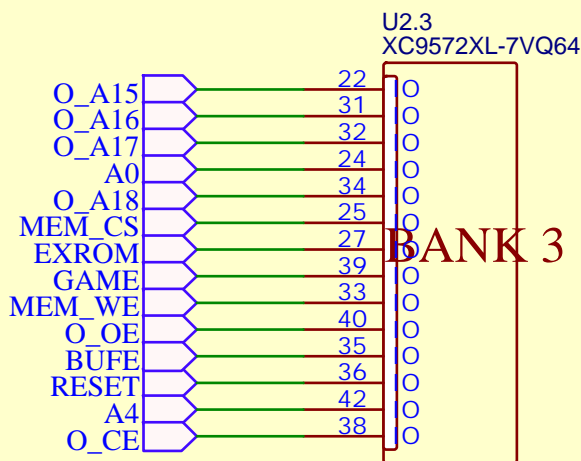 U2.3
XC9572XL-7VQ64
O_A15 22 IO
O_A16 31 IO
O_A17 32 IO
A0 24 IO
O_A18 34 IO
MEM_CS 25 IO
EXROM 27 IO
BANK 3
GAME 39 IO
MEM_WE 33 IO
O_OE 40 IO
BUFE 35 IO
RESET 36 IO
A4 42 IO
O_CE 38 IO